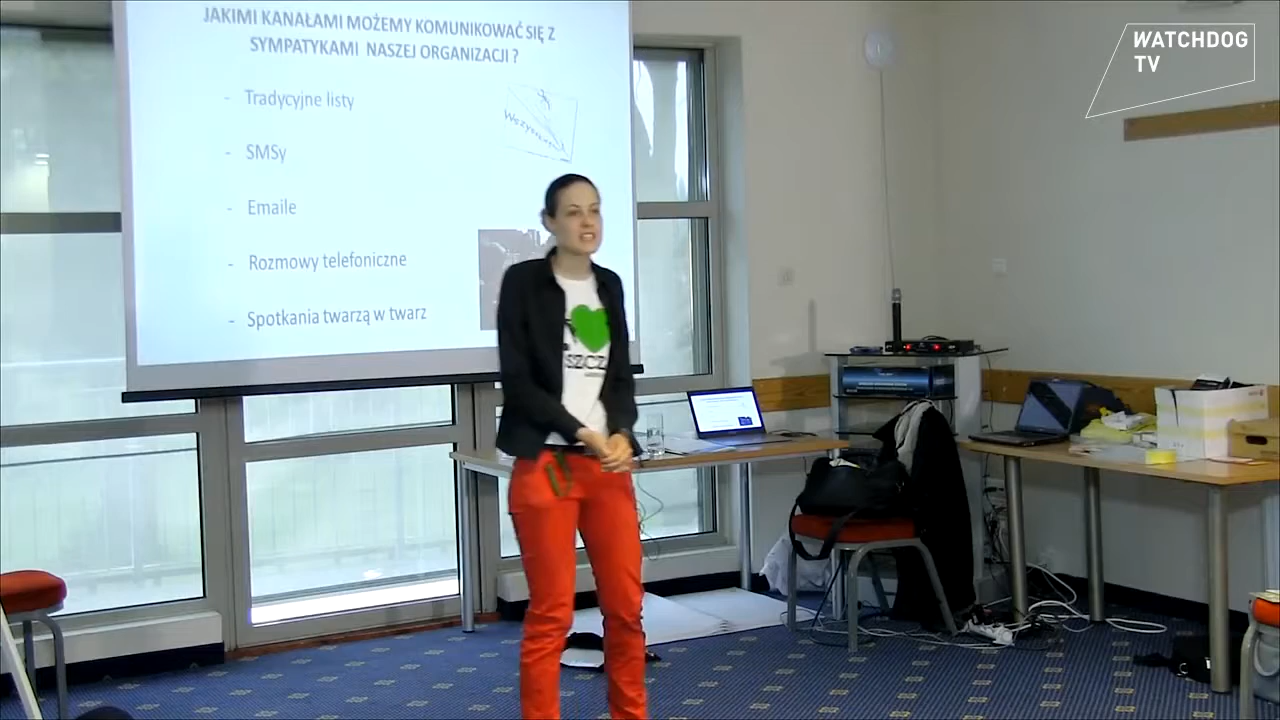 JAKIMI KANAŁAMI MOŻEMY KOMUNIKOWAĆ SIĘ Z
SYMPATYKAMI NASZEJ ORGANIZACJI ?
- Tradycyjne listy
- SMSy
- Emaile
- Rozmowy telefoniczne
- Spotkania twarzą w twarz
WATCHDOG
TV
SZCZ